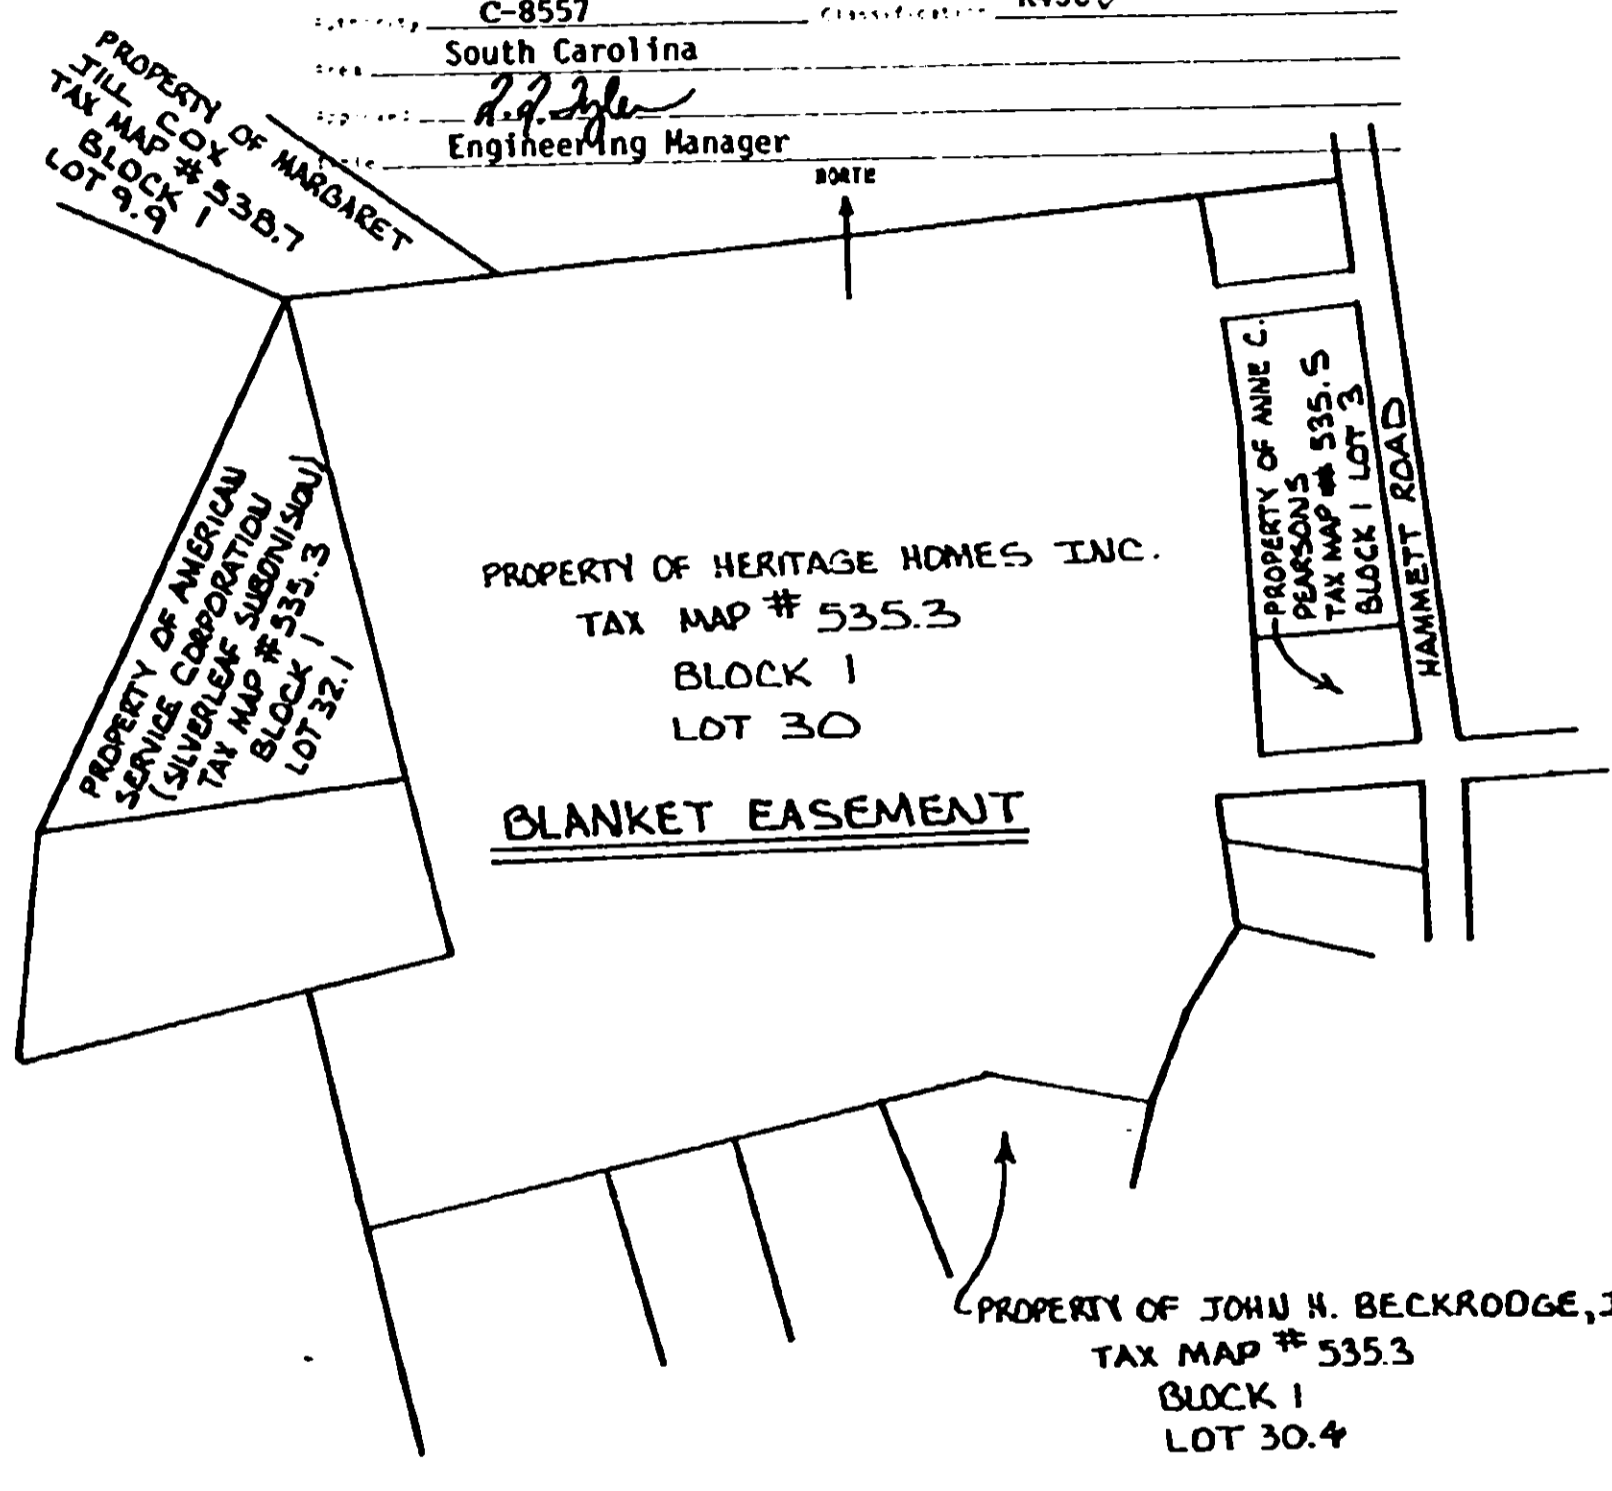 C-8557
South Carolina
Engineering Manager
PROPERTY OF MARGARET
JILL COX
TAX MAP # 538.7
BLOCK 1
LOT 9.9
PROPERTY OF AMERICAN
SERVICE CORPORATION
(SILVERLEAF SUBDIVISION)
TAX MAP # 535.3
BLOCK 1
LOT 32.1
PROPERTY OF HERITAGE HOMES INC.
TAX MAP # 535.3
BLOCK 1
LOT 30
BLANKET EASEMENT
PROPERTY OF ANNE C.
PEARSONS
TAX MAP # 535.5
BLOCK 1 LOT 3
HAMMETT ROAD
PROPERTY OF JOHN H. BECKRODGE,
TAX MAP # 535.3
BLOCK 1
LOT 30.4